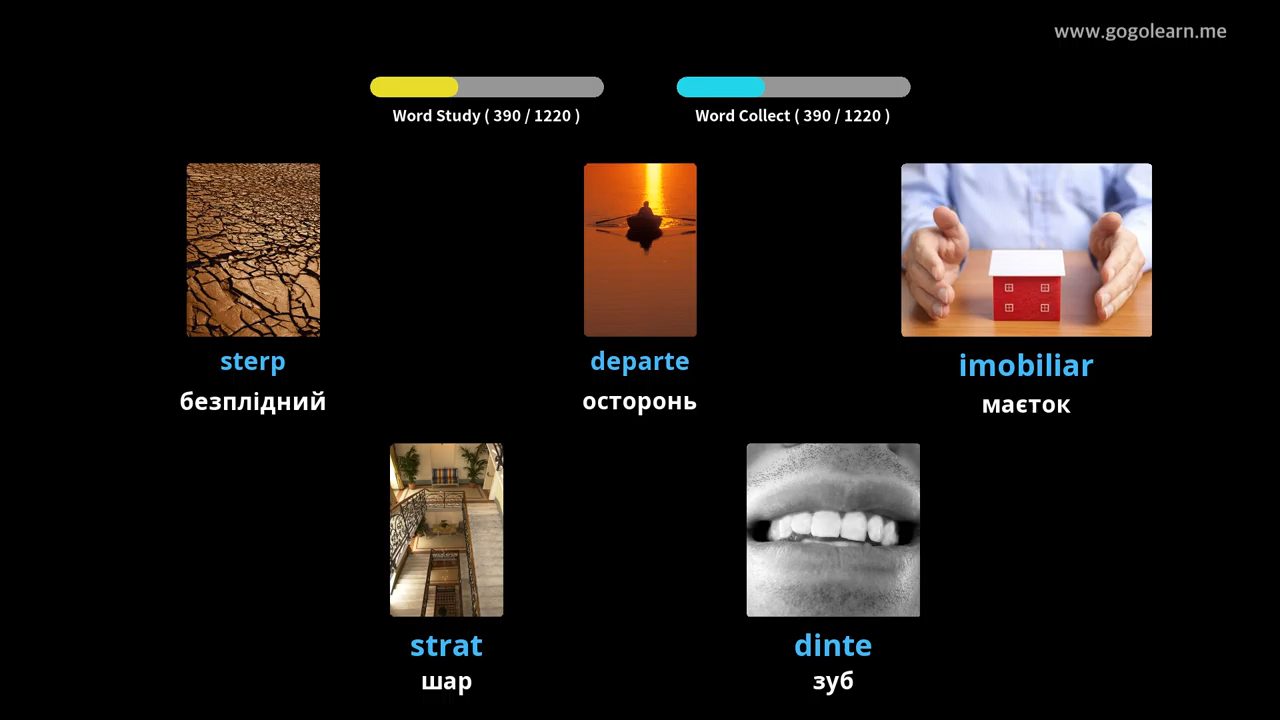 www.gogolearn.me
Word Study ( 390 / 1220 )
Word Collect ( 390 / 1220 )
sterp
безплідний
departe
осторонь
imobiliar
маєток
strat
шар
dinte
зуб